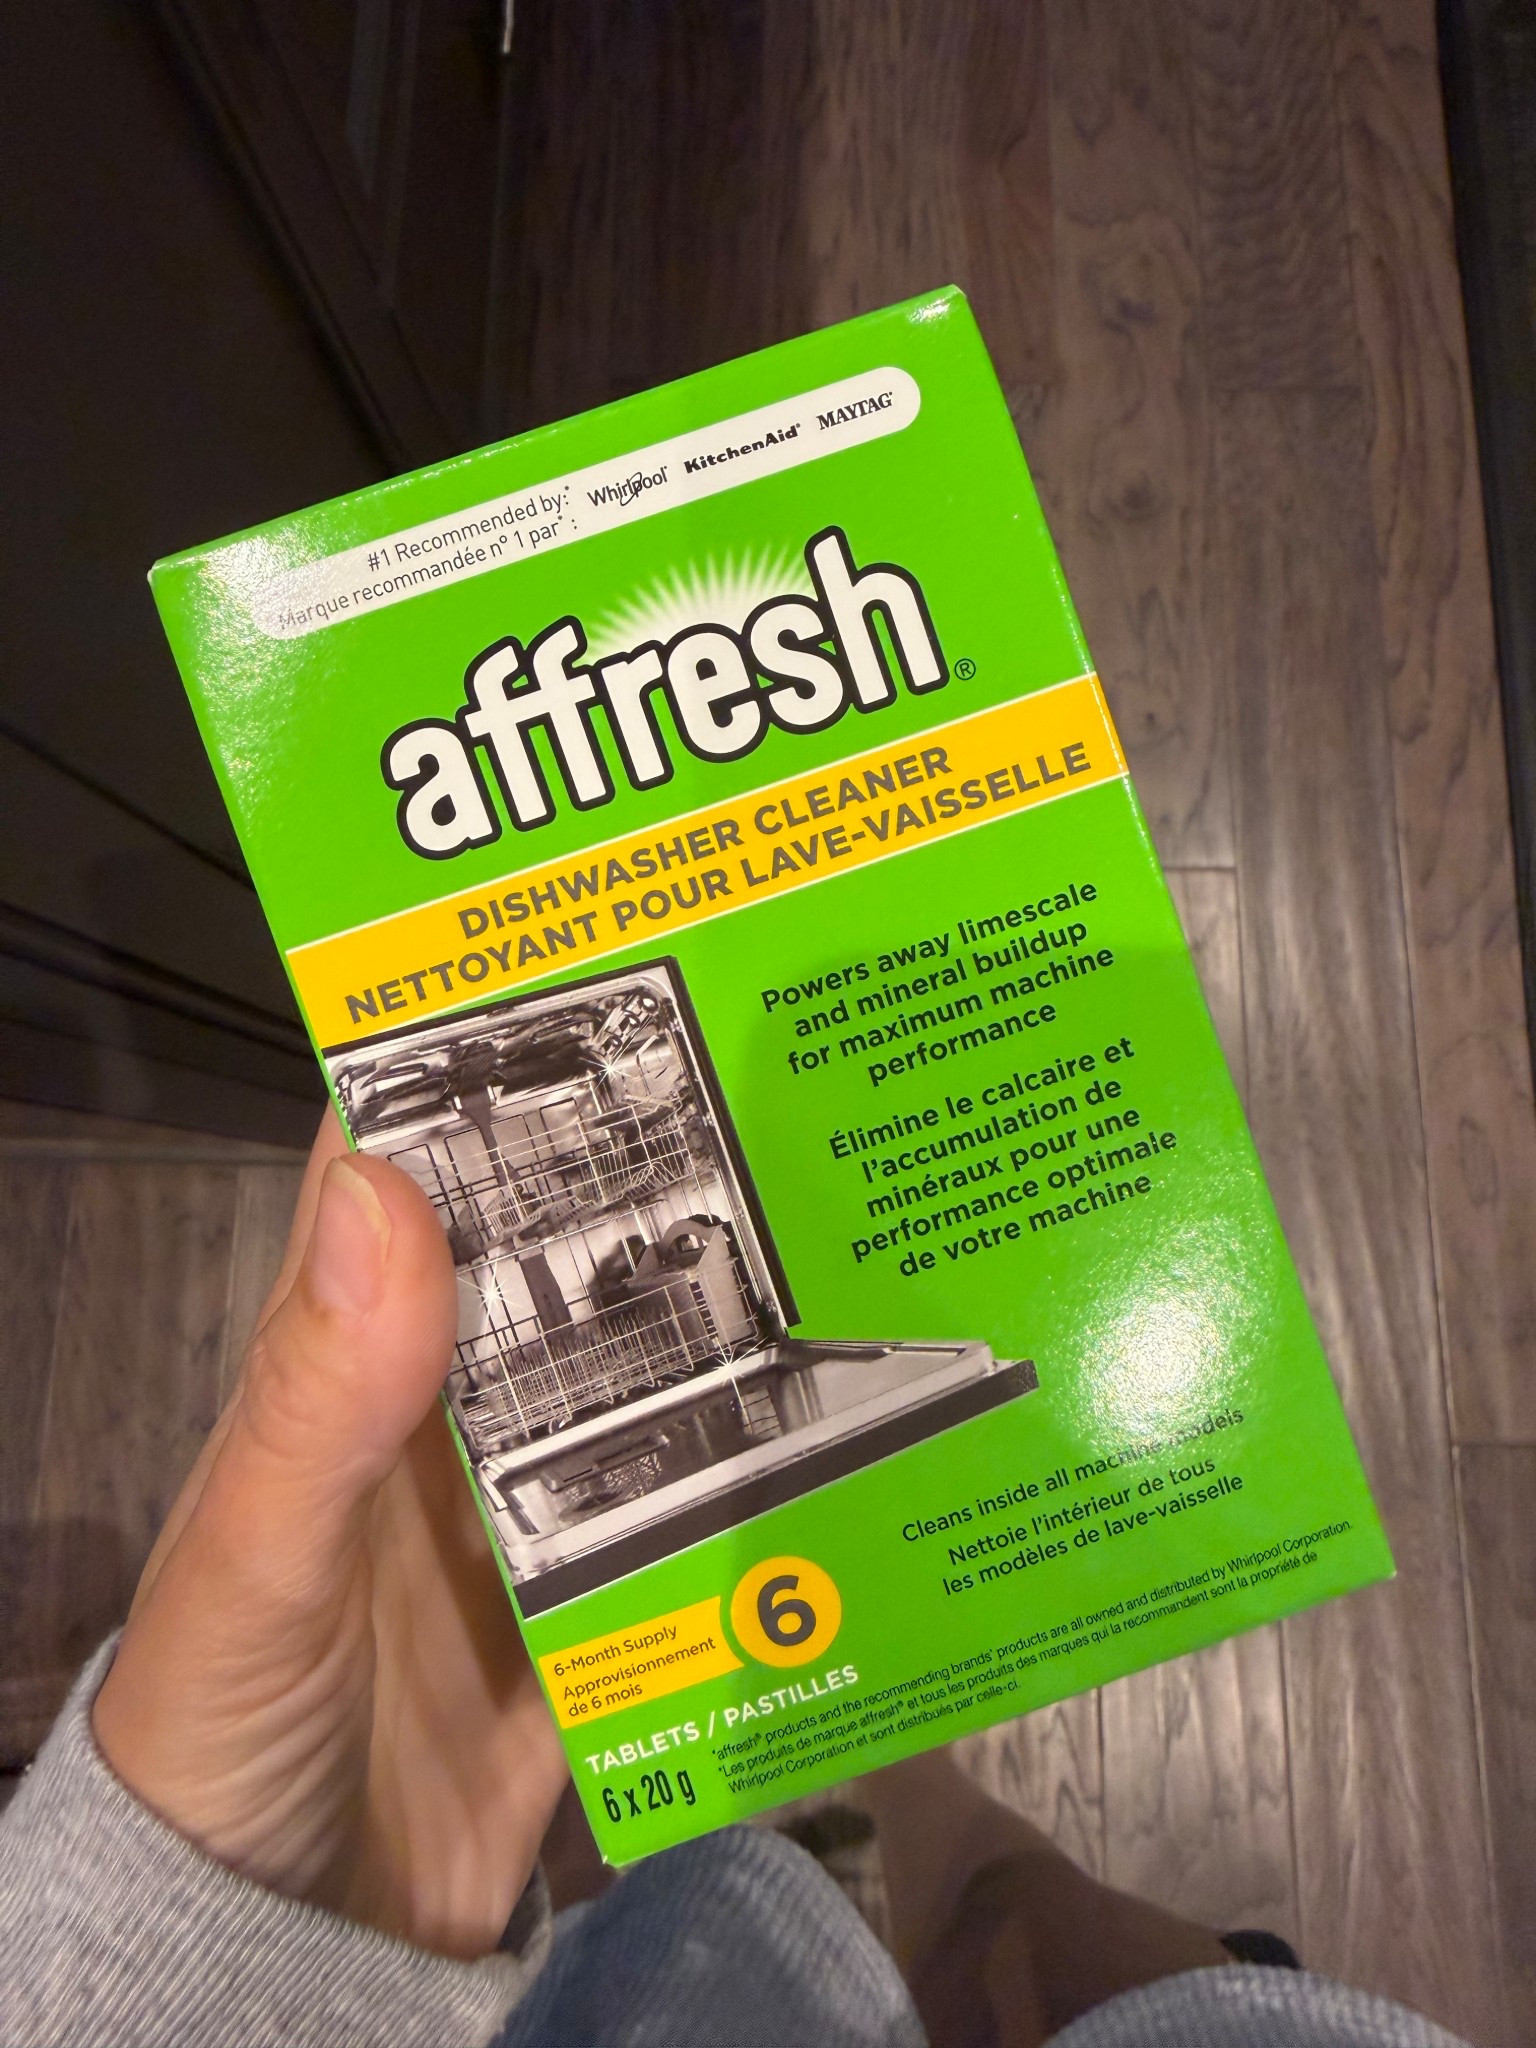 #1 Recommended by:*
Marque recommandée n° 1 par* :
Whirlpool® KitchenAid® MAYTAG®
affresh®
DISHWASHER CLEANER
NETTOYANT POUR LAVE-VAISSELLE
Powers away limescale
and mineral buildup
for maximum machine
performance
Élimine le calcaire et
l'accumulation de
minéraux pour une
performance optimale
de votre machine
Cleans inside all machine models
Nettoie l'intérieur de tous
les modèles de lave-vaisselle
6-Month Supply
Approvisionnement
de 6 mois
6
TABLETS / PASTILLES
6 x 20 g
*affresh® products and the recommending brands' products are all owned and distributed by Whirlpool Corporation.
*Les produits de marque affresh® et tous les produits des marques qui la recommandent sont la propriété de
Whirlpool Corporation et sont distribués par celle-ci.